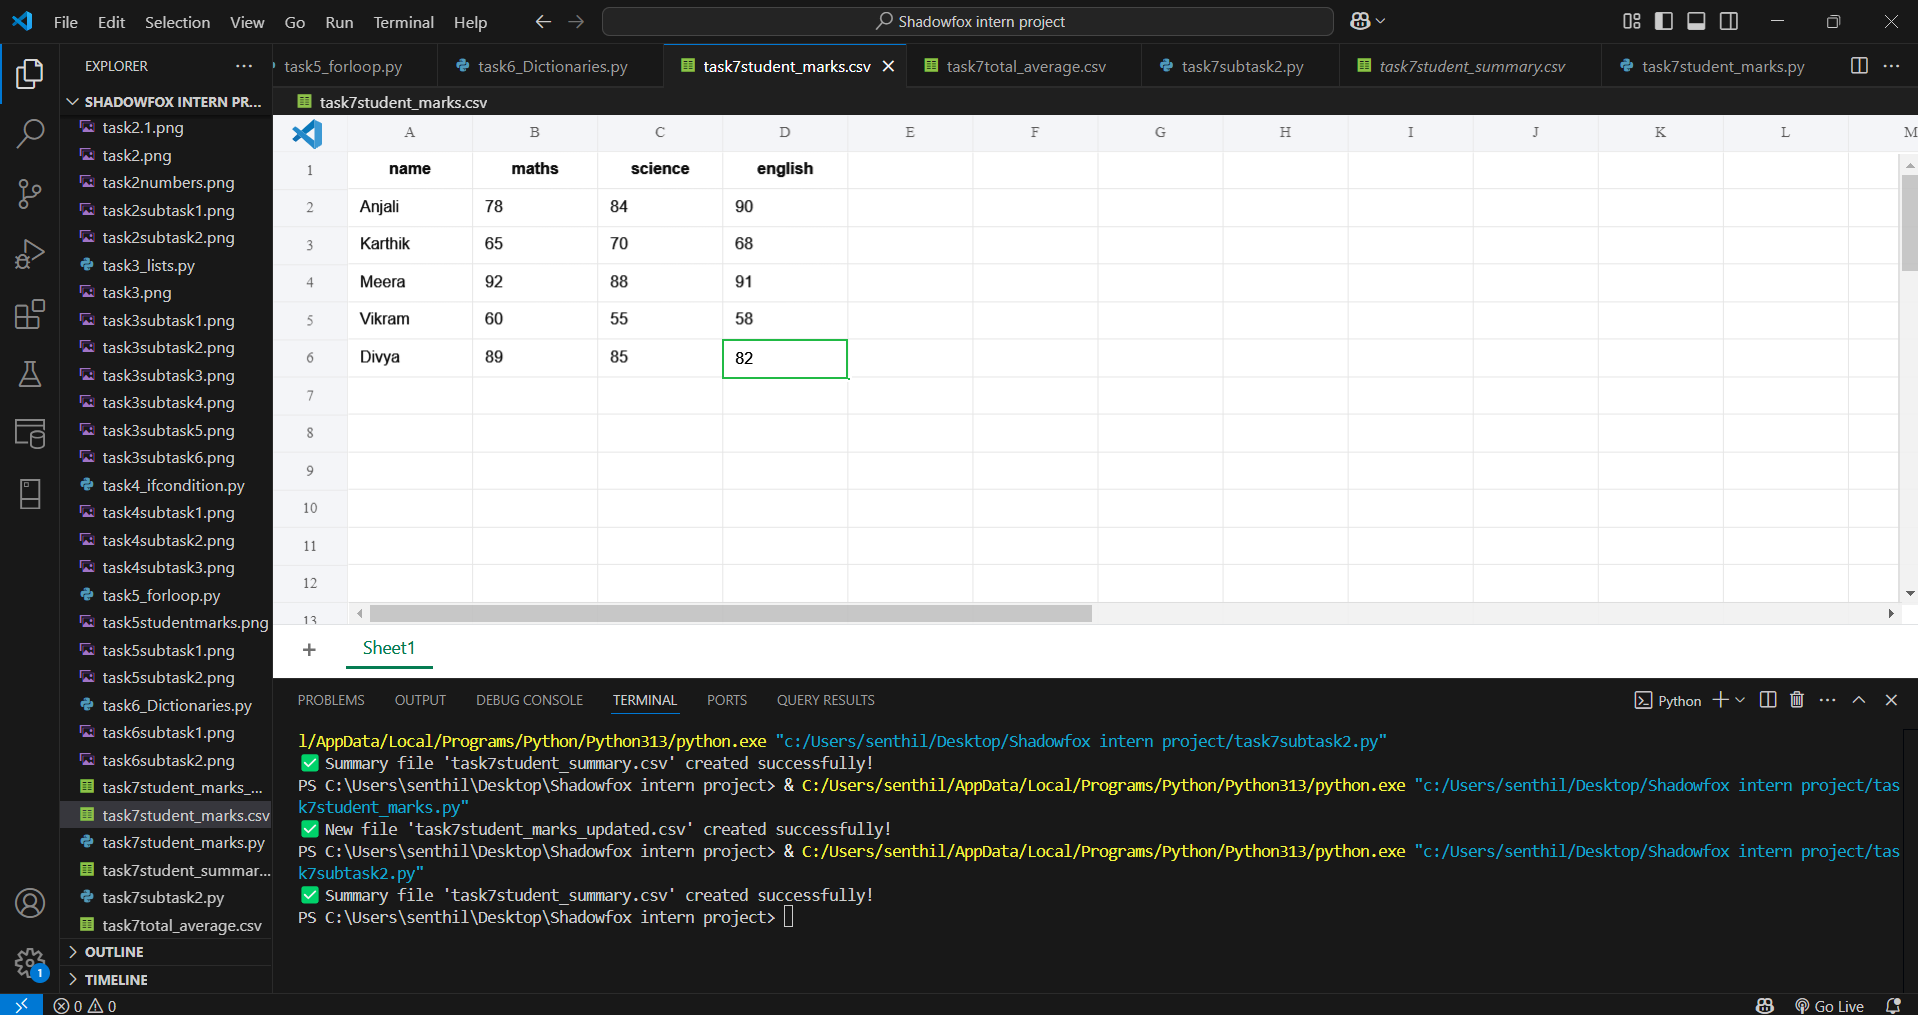 File Edit Selection View Go Run Terminal Help
Shadowfox intern project
EXPLORER
task5_forloop.py
task6_Dictionaries.py
task7student_marks.csv
task7total_average.csv
task7subtask2.py
task7student_summary.csv
task7student_marks.py
SHADOWFOX INTERN PR...
task2.1.png
task2.png
task2numbers.png
task2subtask1.png
task2subtask2.png
task3_lists.py
task3.png
task3subtask1.png
task3subtask2.png
task3subtask3.png
task3subtask4.png
task3subtask5.png
task3subtask6.png
task4_ifcondition.py
task4subtask1.png
task4subtask2.png
task4subtask3.png
task5_forloop.py
task5studentmarks.png
task5subtask1.png
task5subtask2.png
task6_Dictionaries.py
task6subtask1.png
task6subtask2.png
task7student_marks_...
task7student_marks.csv
task7student_marks.py
task7student_summar...
task7subtask2.py
task7total_average.csv
OUTLINE
TIMELINE
task7student_marks.csv
A B C D E F G H I J K L M
1 name maths science english
2 Anjali 78 84 90
3 Karthik 65 70 68
4 Meera 92 88 91
5 Vikram 60 55 58
6 Divya 89 85 82
7
8
9
10
11
12
13
+ Sheet1
PROBLEMS OUTPUT DEBUG CONSOLE TERMINAL PORTS QUERY RESULTS
Python
l/AppData/Local/Programs/Python/Python313/python.exe "c:/Users/senthil/Desktop/Shadowfox intern project/task7subtask2.py"
✅ Summary file 'task7student_summary.csv' created successfully!
PS C:\Users\senthil\Desktop\Shadowfox intern project> & C:/Users/senthil/AppData/Local/Programs/Python/Python313/python.exe "c:/Users/senthil/Desktop/Shadowfox intern project/tas
k7student_marks.py"
✅ New file 'task7student_marks_updated.csv' created successfully!
PS C:\Users\senthil\Desktop\Shadowfox intern project> & C:/Users/senthil/AppData/Local/Programs/Python/Python313/python.exe "c:/Users/senthil/Desktop/Shadowfox intern project/tas
k7subtask2.py"
✅ Summary file 'task7student_summary.csv' created successfully!
PS C:\Users\senthil\Desktop\Shadowfox intern project>
1
0 0
Go Live